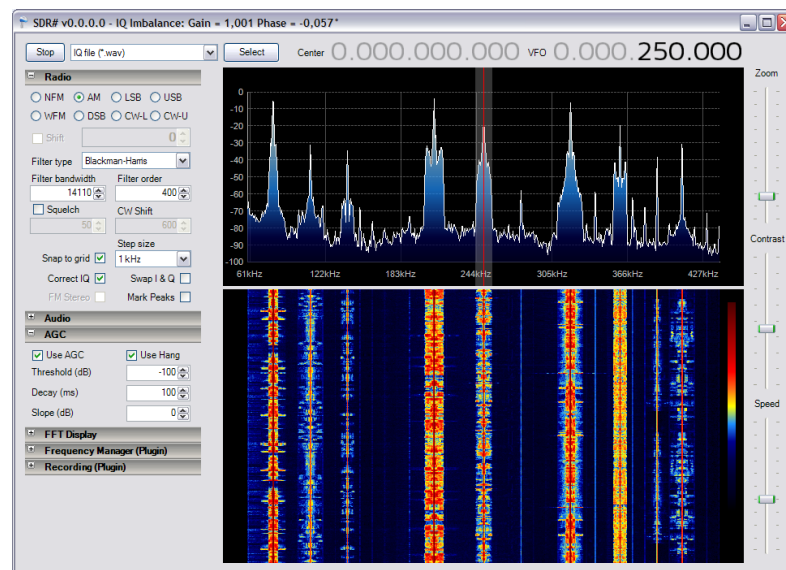 SDR# v0.0.0.0 - IQ Imbalance: Gain = 1,001 Phase = -0,057°
Stop IQ file (*.wav) Select Center 0.000.000.000 VFO 0.000.250.000
Radio
NFM AM LSB USB
WFM DSB CW-L CW-U
Shift 0
Filter type Blackman-Harris
Filter bandwidth Filter order
14110 400
Squelch CW Shift
50 600
Step size
Snap to grid 1 kHz
Correct IQ Swap I & Q
FM Stereo Mark Peaks
Audio
AGC
Use AGC Use Hang
Threshold (dB) -100
Decay (ms) 100
Slope (dB) 0
FFT Display
Frequency Manager (Plugin)
Recording (Plugin)
0
-10
-20
-30
-40
-50
-60
-70
-80
-90
-100
61kHz 122kHz 183kHz 244kHz 305kHz 366kHz 427kHz
Zoom
Contrast
Speed